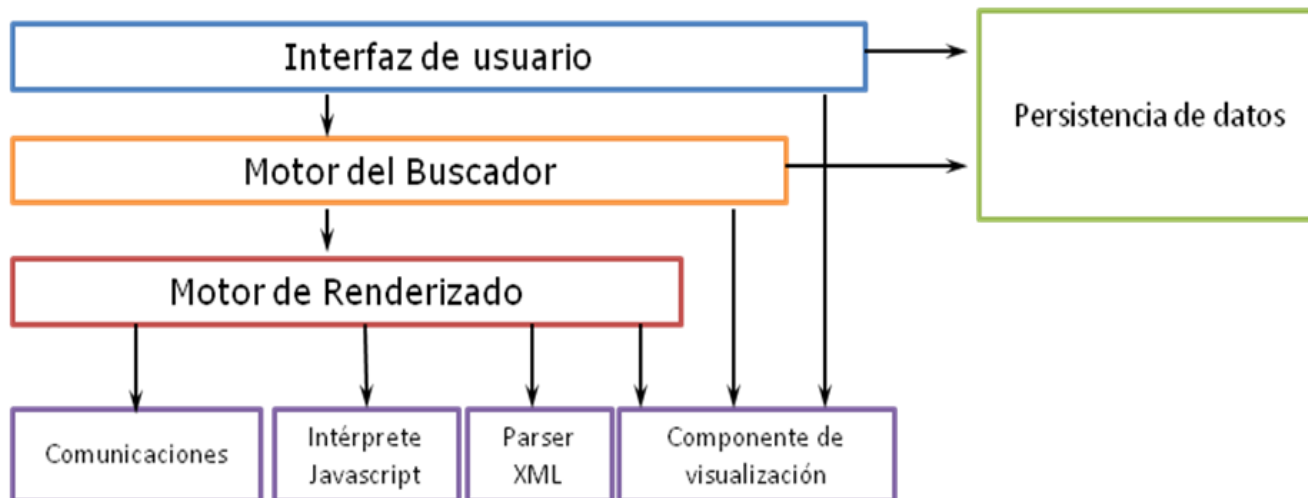 Interfaz de usuario
Persistencia de datos
Motor del Buscador
Motor de Renderizado
Comunicaciones
Intérprete
Javascript
Parser
XML
Componente de
visualización